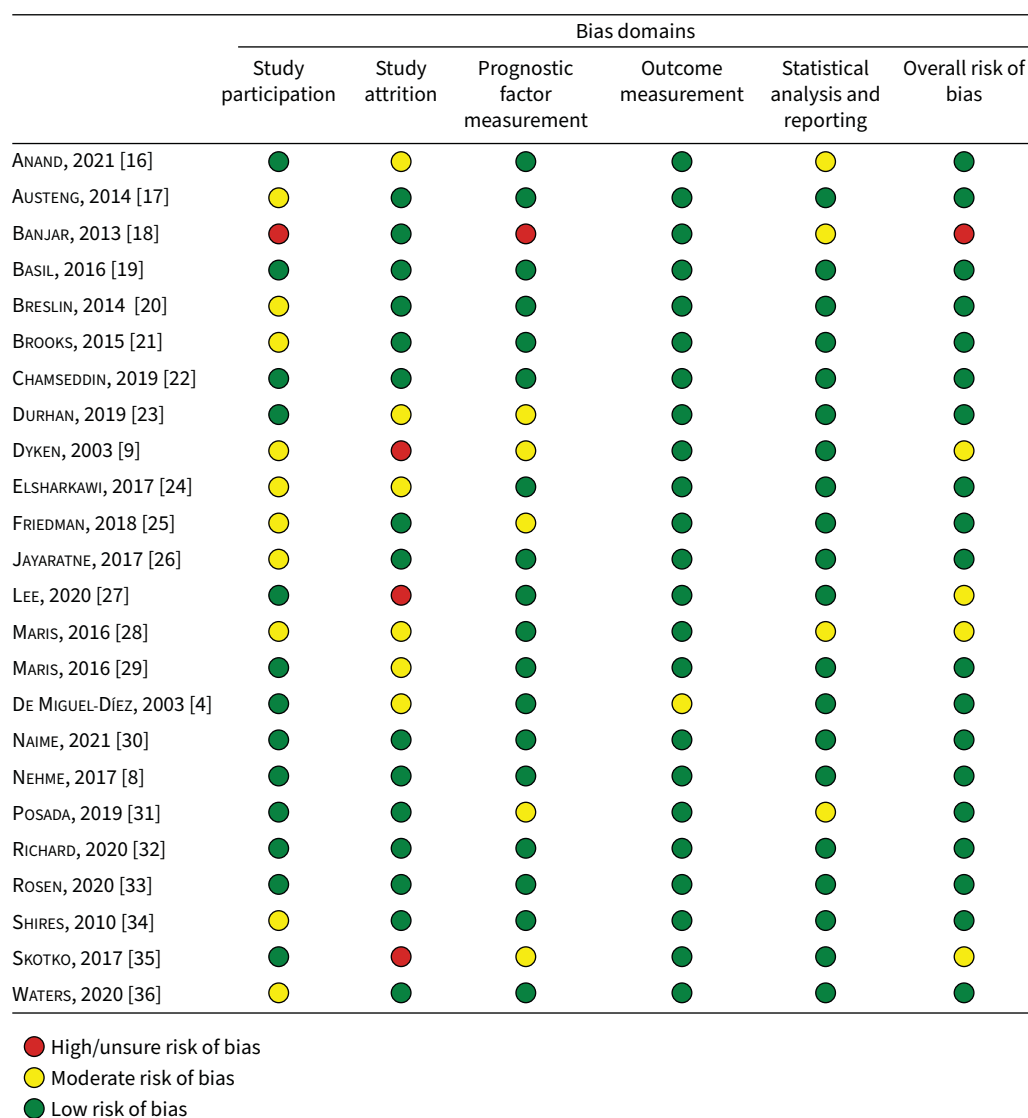 Bias domains
Study participation
Study attrition
Prognostic factor measurement
Outcome measurement
Statistical analysis and reporting
Overall risk of bias
ANAND, 2021 [16]
AUSTENG, 2014 [17]
BANJAR, 2013 [18]
BASIL, 2016 [19]
BRESLIN, 2014 [20]
BROOKS, 2015 [21]
CHAMSEDDIN, 2019 [22]
DURHAN, 2019 [23]
DYKEN, 2003 [9]
ELSHARKAWI, 2017 [24]
FRIEDMAN, 2018 [25]
JAYARATNE, 2017 [26]
LEE, 2020 [27]
MARIS, 2016 [28]
MARIS, 2016 [29]
DE MIGUEL-DÍEZ, 2003 [4]
NAIME, 2021 [30]
NEHME, 2017 [8]
POSADA, 2019 [31]
RICHARD, 2020 [32]
ROSEN, 2020 [33]
SHIRES, 2010 [34]
SKOTKO, 2017 [35]
WATERS, 2020 [36]
High/unsure risk of bias
Moderate risk of bias
Low risk of bias